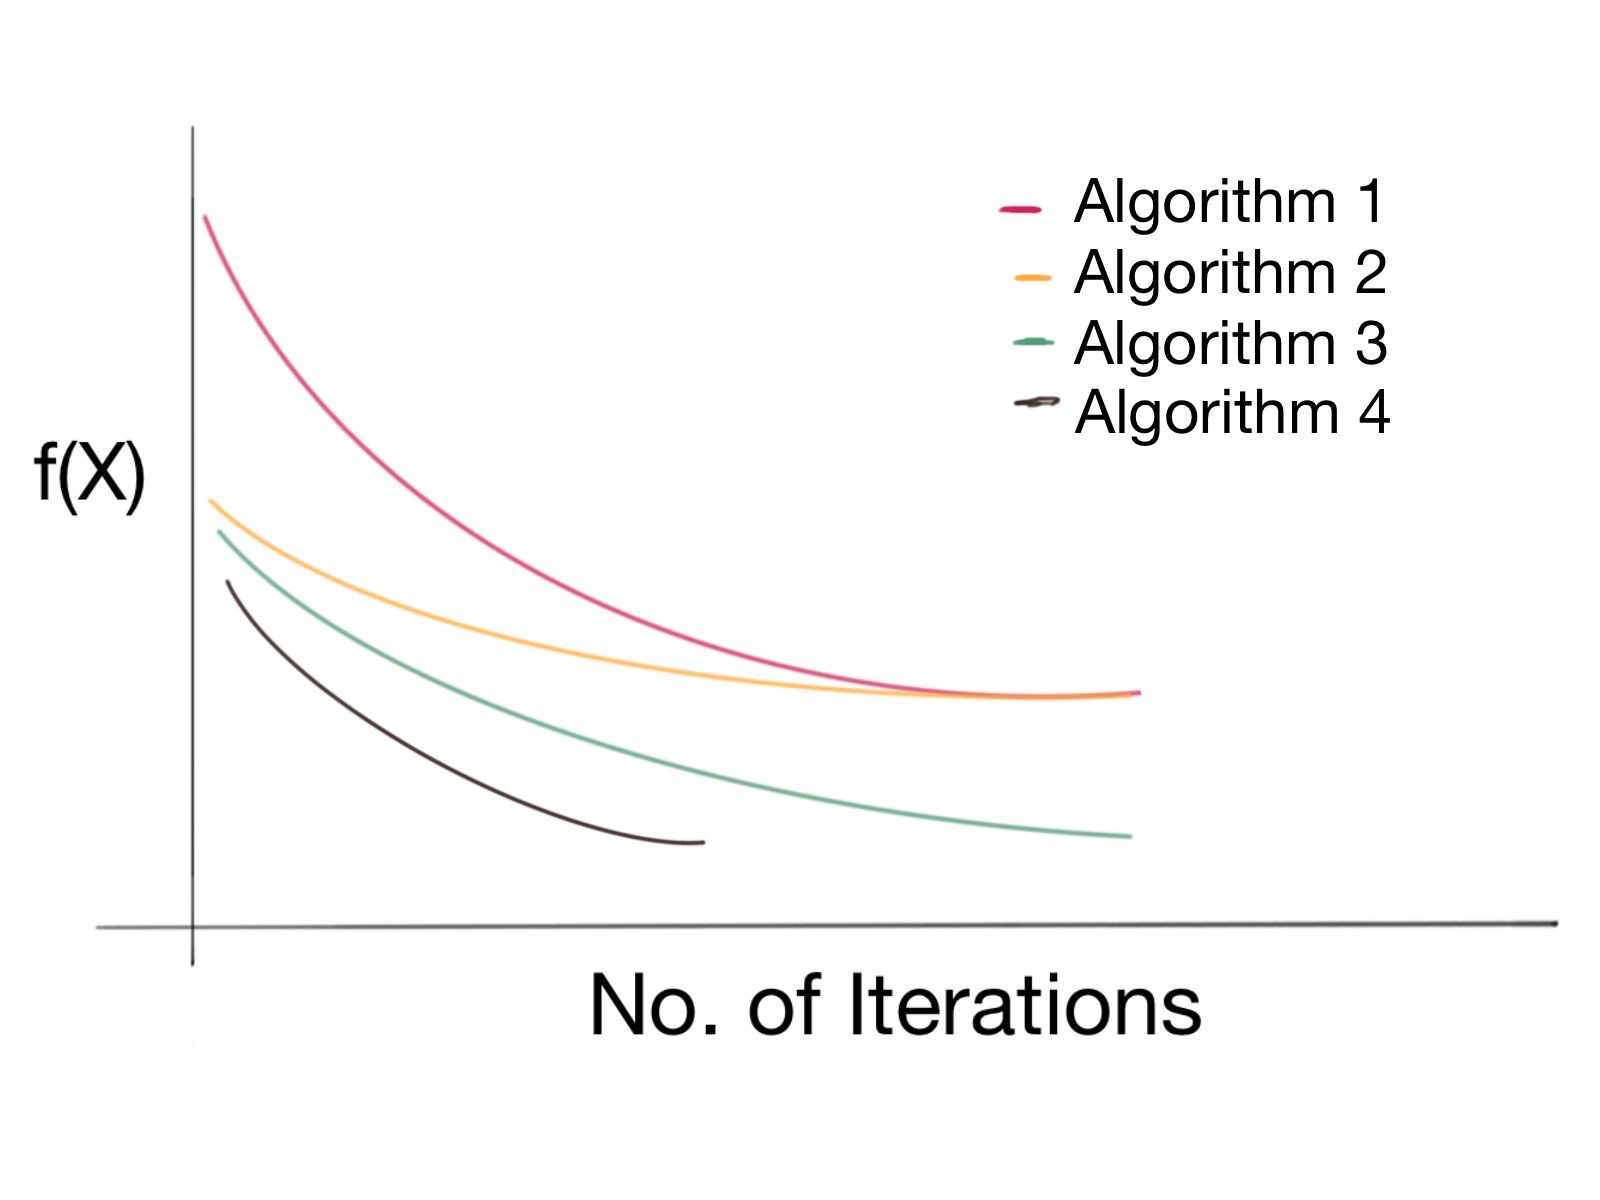 Algorithm 1
Algorithm 2
Algorithm 3
Algorithm 4
f(X)
No. of Iterations